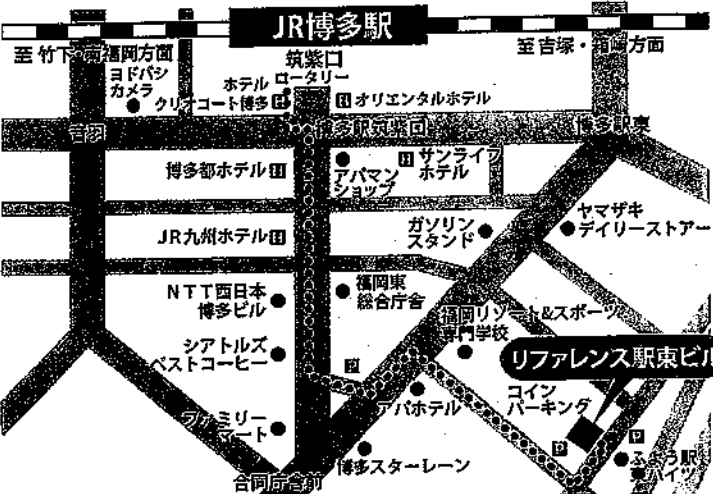 JR博多駅
至 竹下・南福岡方面
筑紫口
至 吉塚・箱崎方面
ヨドバシ
カメラ
ホテル
クリオコート博多 H
ロータリー
H オリエンタルホテル
音羽
博多駅筑紫口
博多駅東
博多都ホテル H
アパマン
ショップ
H サンライフ
ホテル
ヤマザキ
デイリーストアー
JR九州ホテル H
ガソリン
スタンド
NTT西日本
博多ビル
福岡東
総合庁舎
福岡リゾート&スポーツ
専門学校
シアトルズ
ベストコーヒー
リファレンス駅東ビル
コイン
パーキング
アパホテル
ファミリー
マート
P
P
博多スターレーン
合同庁舎前